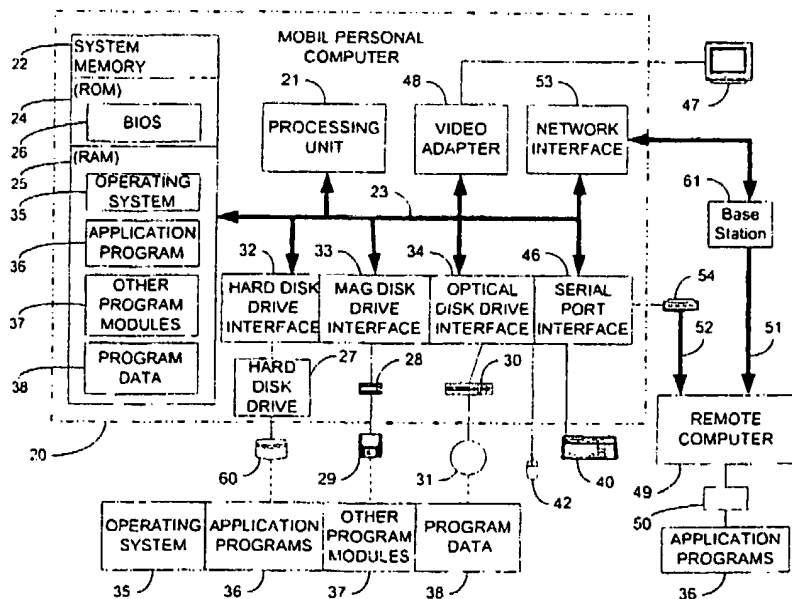 MOBIL PERSONAL
COMPUTER
22
SYSTEM
MEMORY
(ROM)
24
BIOS
26
(RAM)
25
35
OPERATING
SYSTEM
APPLICATION
PROGRAM
36
OTHER
PROGRAM
MODULES
37
PROGRAM
DATA
38
21
PROCESSING
UNIT
48
VIDEO
ADAPTER
53
NETWORK
INTERFACE
47
61
Base
Station
23
32
HARD DISK
DRIVE
INTERFACE
33
MAG DISK
DRIVE
INTERFACE
34
OPTICAL
DISK DRIVE
INTERFACE
46
SERIAL
PORT
INTERFACE
54
52
51
27
HARD
DISK
DRIVE
28
30
20
60
29
31
42
40
REMOTE
COMPUTER
49
50
OPERATING
SYSTEM
35
APPLICATION
PROGRAMS
36
OTHER
PROGRAM
MODULES
37
PROGRAM
DATA
38
APPLICATION
PROGRAMS
36